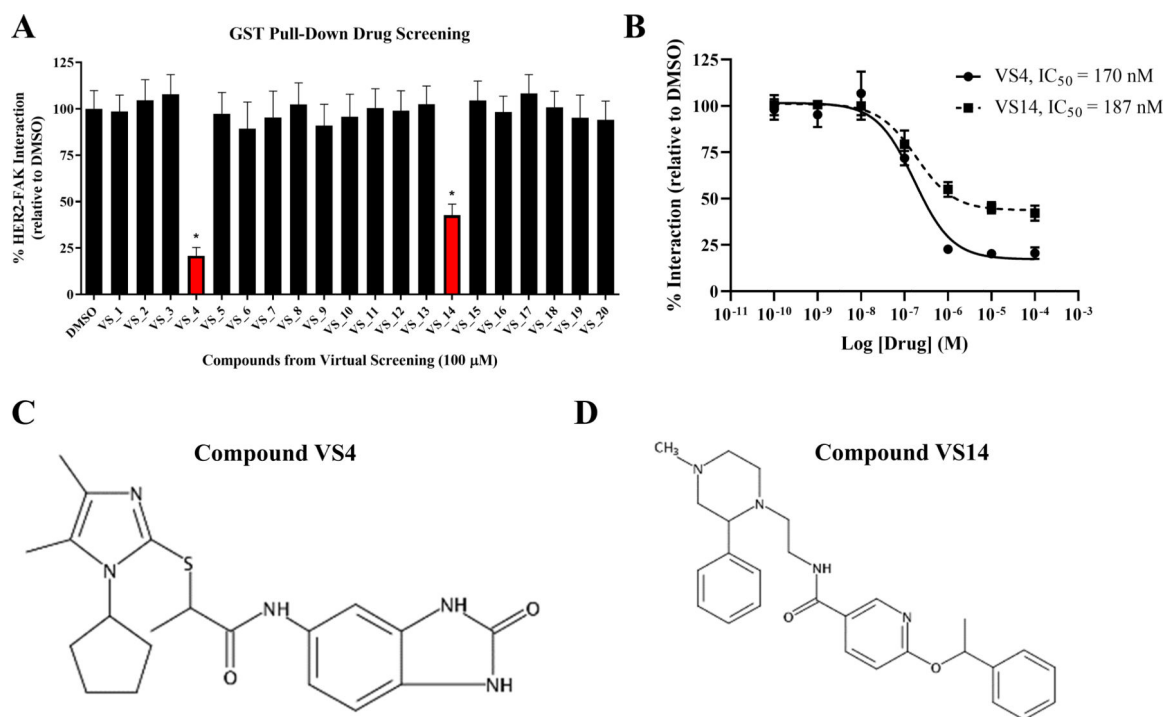 A
GST Pull-Down Drug Screening
% HER2-FAK Interaction
(relative to DMSO)
125
100
75
50
25
0
*
*
DMSO
VS_1
VS_2
VS_3
VS_4
VS_5
VS_6
VS_7
VS_8
VS_9
VS_10
VS_11
VS_12
VS_13
VS_14
VS_15
VS_16
VS_17
VS_18
VS_19
VS_20
Compounds from Virtual Screening (100 μM)
B
% Interaction (relative to DMSO)
125
100
75
50
25
0
VS4, IC50 = 170 nM
VS14, IC50 = 187 nM
10-11
10-10
10-9
10-8
10-7
10-6
10-5
10-4
10-3
Log [Drug] (M)
C
Compound VS4
N
N
S
O
NH
NH
O
NH
D
Compound VS14
CH3
N
N
NH
O
N
O